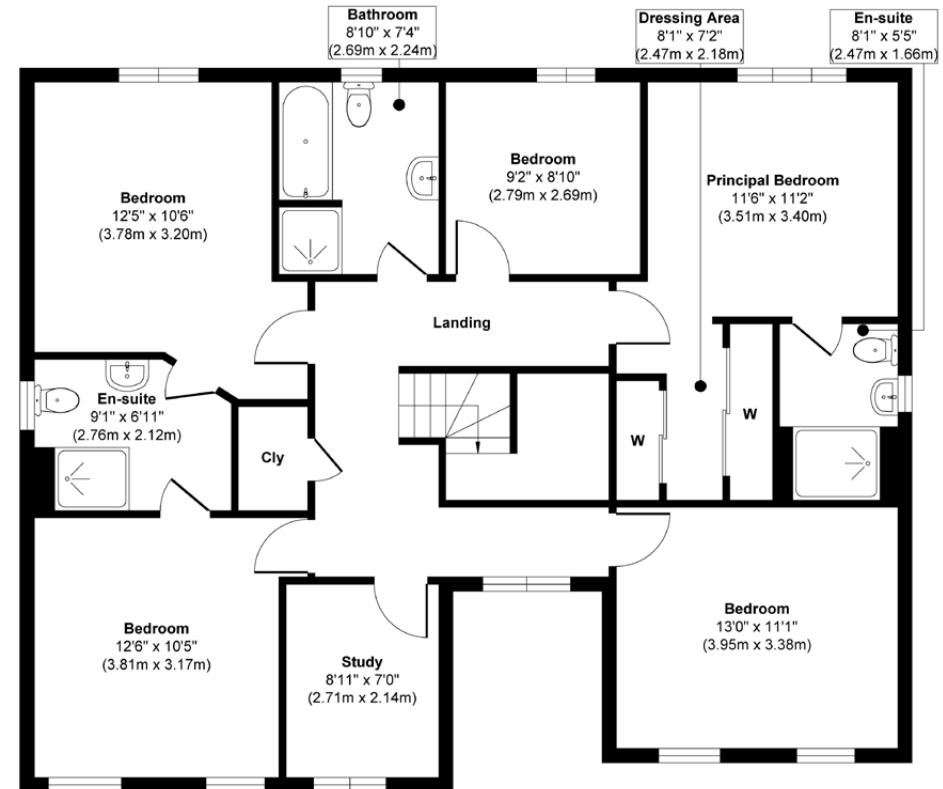 Bathroom
8'10" x 7'4"
(2.69m x 2.24m)
Dressing Area
8'1" x 7'2"
(2.47m x 2.18m)
En-suite
8'1" x 5'5"
(2.47m x 1.66m)
Bedroom
12'5" x 10'6"
(3.78m x 3.20m)
Bedroom
9'2" x 8'10"
(2.79m x 2.69m)
Principal Bedroom
11'6" x 11'2"
(3.51m x 3.40m)
Landing
En-suite
9'1" x 6'11"
(2.76m x 2.12m)
Cly
W
W
Bedroom
12'6" x 10'5"
(3.81m x 3.17m)
Study
8'11" x 7'0"
(2.71m x 2.14m)
Bedroom
13'0" x 11'1"
(3.95m x 3.38m)